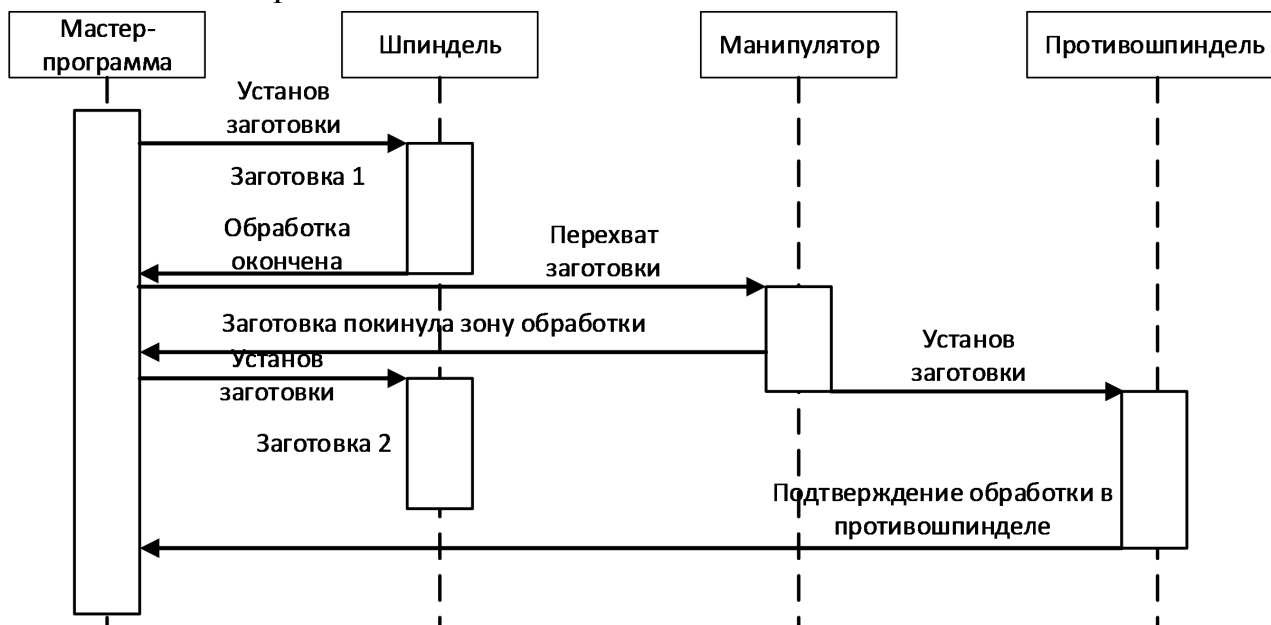 Мастер-
программа
Шпиндель
Манипулятор
Противошпиндель
Установ
заготовки
Заготовка 1
Обработка
окончена
Перехват
заготовки
Заготовка покинула зону обработки
Установ
заготовки
Установ
заготовки
Заготовка 2
Подтверждение обработки в
противошпинделе